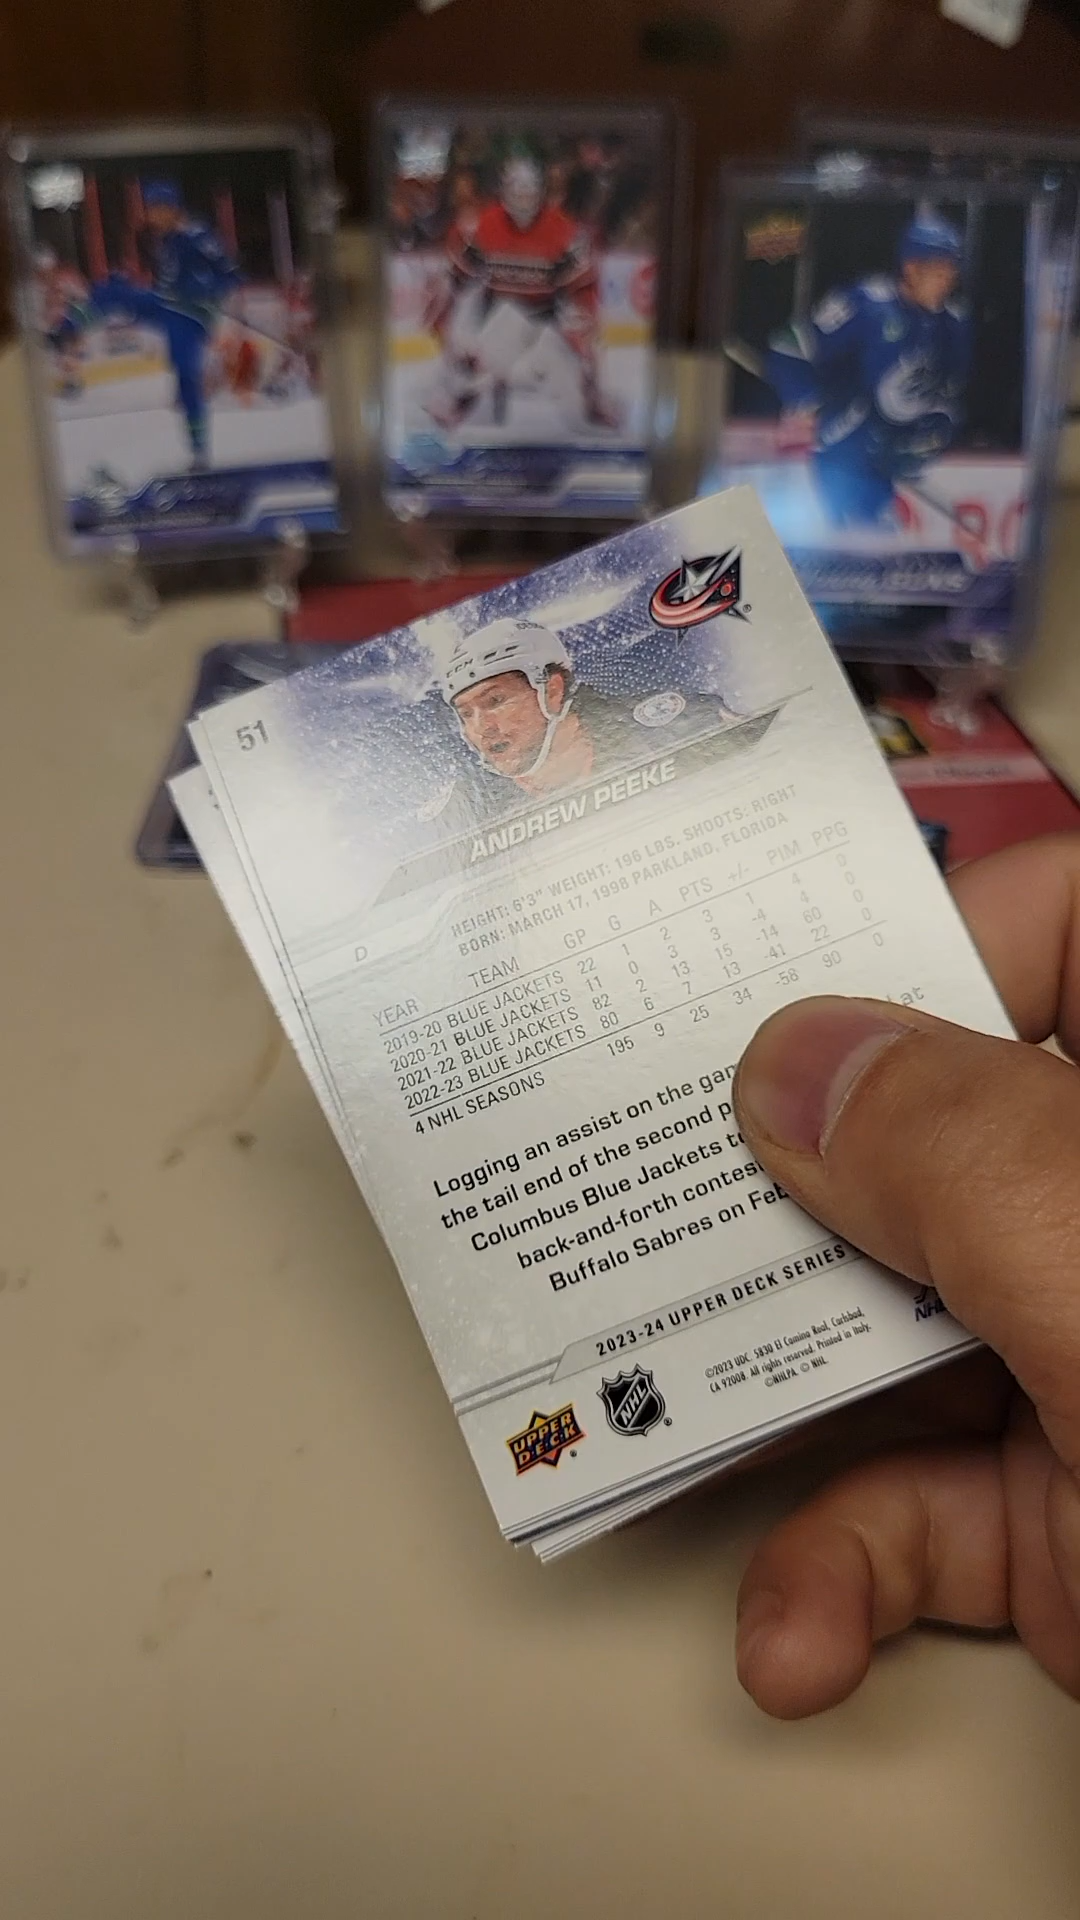 51
CCM
ANDREW PEEKE
D
HEIGHT: 6'3" WEIGHT: 196 LBS. SHOOTS: RIGHT
BORN: MARCH 17, 1998 PARKLAND, FLORIDA
YEAR TEAM GP G A PTS +/- PIM PPG
2019-20 BLUE JACKETS 22 1 2 3 1 4 0
2020-21 BLUE JACKETS 11 0 3 3 -4 4 0
2021-22 BLUE JACKETS 82 2 13 15 -14 60 0
2022-23 BLUE JACKETS 80 6 7 13 -41 22 0
4 NHL SEASONS 195 9 25 34 -58 90 0
Logging an assist on the at
the tail end of the second
Columbus Blue Jackets
back-and-forth contest
Buffalo Sabres on
2023-24 UPPER DECK SERIES
©2023 UDC. 5830 El Camino Real, Carlsbad,
CA 92008. All rights reserved. Printed in Italy.
©NHLPA. © NHL.
UPPER
DECK
NHL
NHL